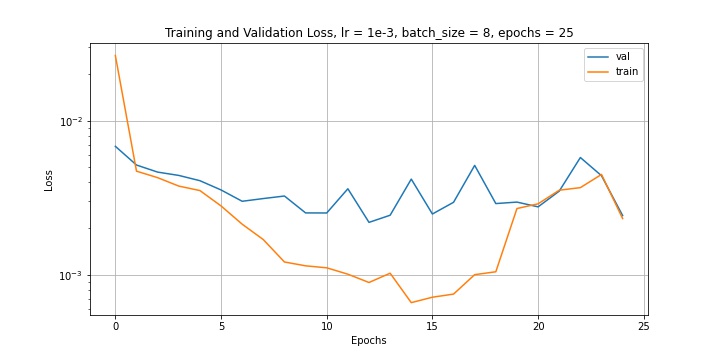 Training and Validation Loss, lr = 1e-3, batch_size = 8, epochs = 25
val
train
Loss
10⁻²
10⁻³
0 5 10 15 20 25
Epochs